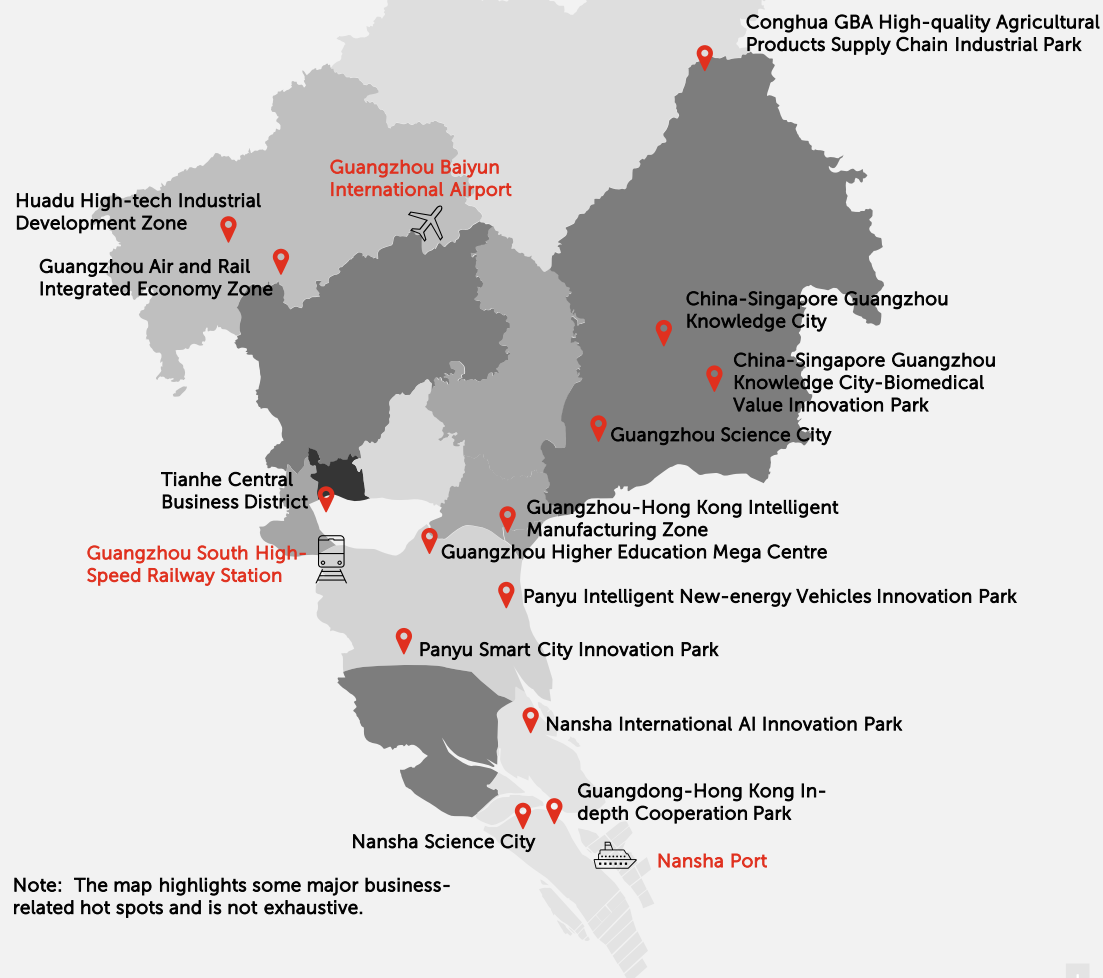 Conghua GBA High-quality Agricultural
Products Supply Chain Industrial Park
Guangzhou Baiyun
International Airport
Huadu High-tech Industrial
Development Zone
Guangzhou Air and Rail
Integrated Economy Zone
China-Singapore Guangzhou
Knowledge City
China-Singapore Guangzhou
Knowledge City-Biomedical
Value Innovation Park
Guangzhou Science City
Tianhe Central
Business District
Guangzhou-Hong Kong Intelligent
Manufacturing Zone
Guangzhou South High-
Speed Railway Station
Guangzhou Higher Education Mega Centre
Panyu Intelligent New-energy Vehicles Innovation Park
Panyu Smart City Innovation Park
Nansha International AI Innovation Park
Guangdong-Hong Kong In-
depth Cooperation Park
Nansha Science City
Nansha Port
Note: The map highlights some major business-
related hot spots and is not exhaustive.